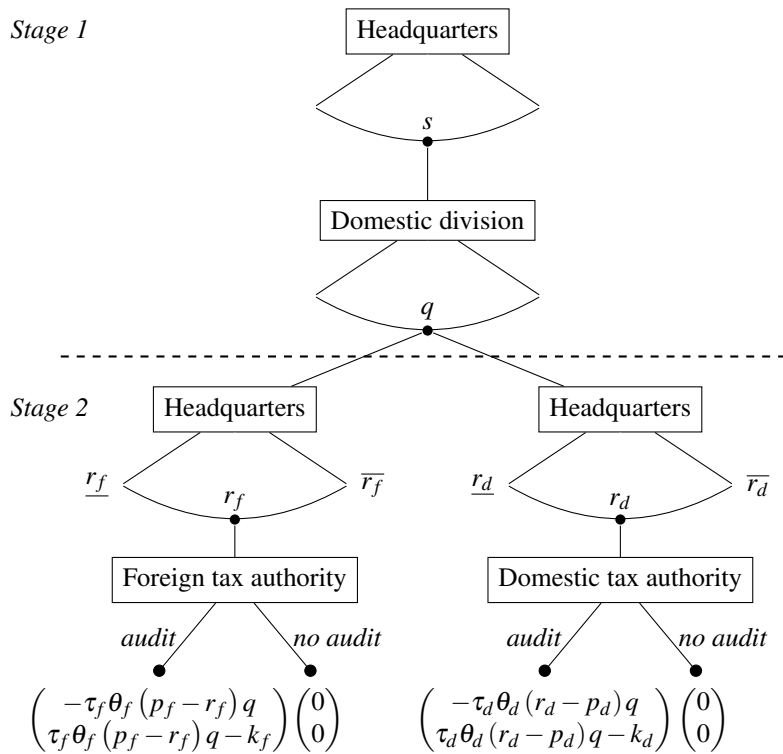 Stage 1
Headquarters
s
Domestic division
q
Stage 2
Headquarters
Headquarters
r_f
r_f
r_f
r_d
r_d
r_d
Foreign tax authority
Domestic tax authority
audit
no audit
audit
no audit
−τ_f θ_f (p_f − r_f) q 0 −τ_d θ_d (r_d − p_d) q 0
τ_f θ_f (p_f − r_f) q − k_f 0 τ_d θ_d (r_d − p_d) q − k_d 0